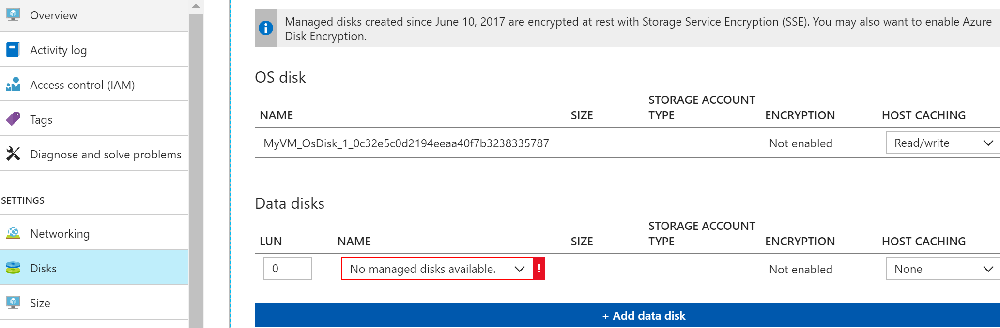 Overview
Activity log
Access control (IAM)
Tags
Diagnose and solve problems
SETTINGS
Networking
Disks
Size
Managed disks created since June 10, 2017 are encrypted at rest with Storage Service Encryption (SSE). You may also want to enable Azure
Disk Encryption.
OS disk
NAME SIZE STORAGE ACCOUNT TYPE ENCRYPTION HOST CACHING
MyVM_OsDisk_1_0c32e5c0d2194eeaa40f7b3238335787 Not enabled Read/write
Data disks
LUN NAME SIZE STORAGE ACCOUNT TYPE ENCRYPTION HOST CACHING
0 No managed disks available. ! Not enabled None
+ Add data disk